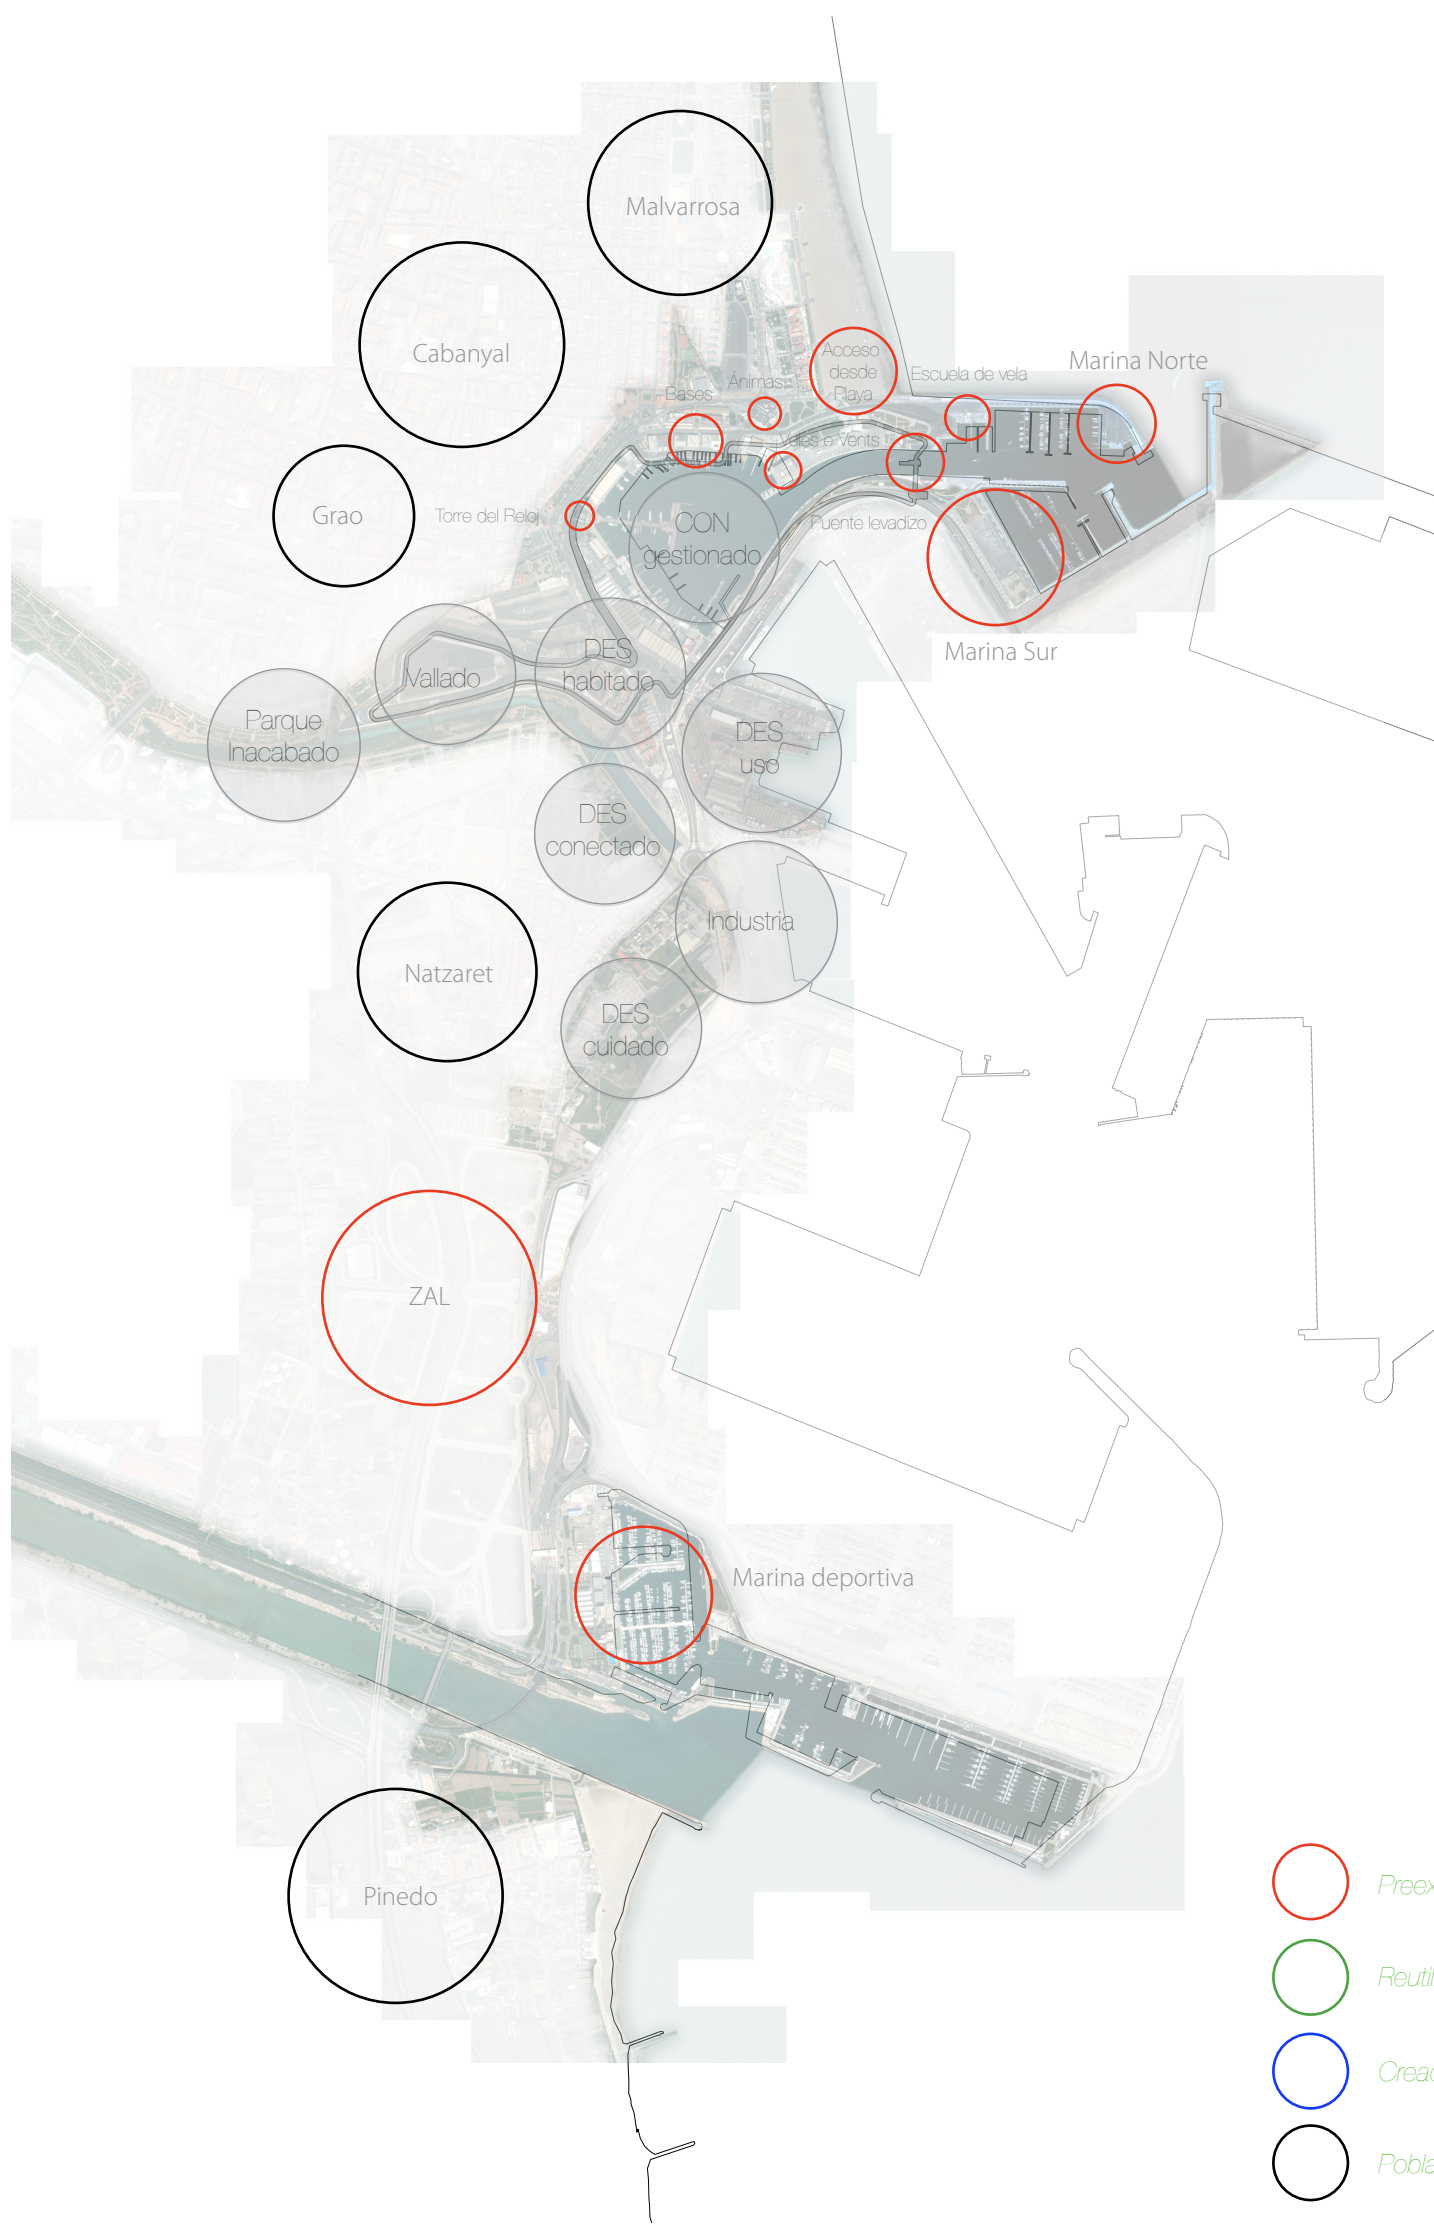 Malvarrosa
Cabanyal
Acceso
desde
Playa
Marina Norte
Escuela de vela
Ánimas
Bases
Veles e Vents
Grao
Torre del Reloj
CON
gestionado
Puente levadizo
Marina Sur
DES
habitado
Vallado
Parque
Inacabado
DES
uso
DES
conectado
Industria
Natzaret
DES
cuidado
ZAL
Marina deportiva
Pinedo